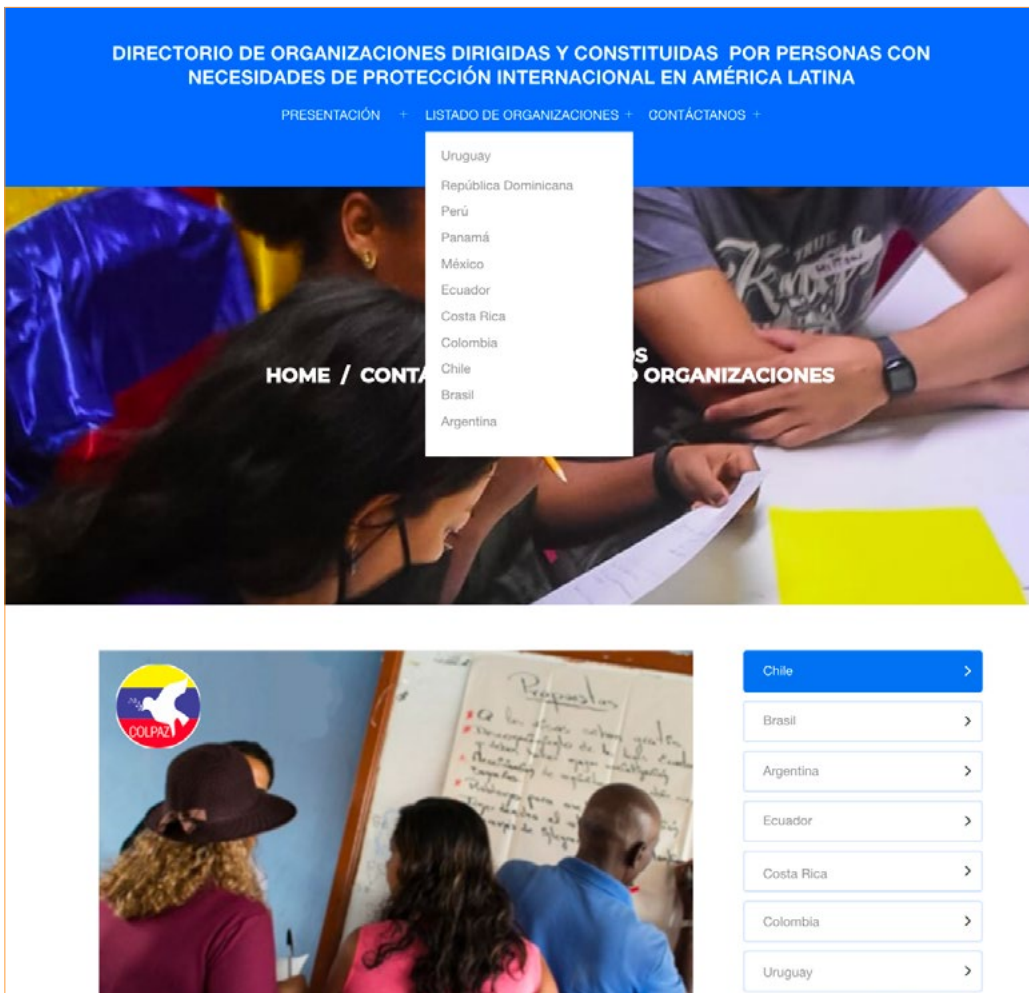 DIRECTORIO DE ORGANIZACIONES DIRIGIDAS Y CONSTITUIDAS POR PERSONAS CON
NECESIDADES DE PROTECCIÓN INTERNACIONAL EN AMÉRICA LATINA
PRESENTACIÓN + LISTADO DE ORGANIZACIONES + CONTÁCTANOS +
Uruguay
República Dominicana
Perú
Panamá
México
Ecuador
Costa Rica
Colombia
Chile
Brasil
Argentina
HOME / ORGANIZACIONES
TRUE
COLPAZ
Propuestas
Chile
Brasil
Argentina
Ecuador
Costa Rica
Colombia
Uruguay